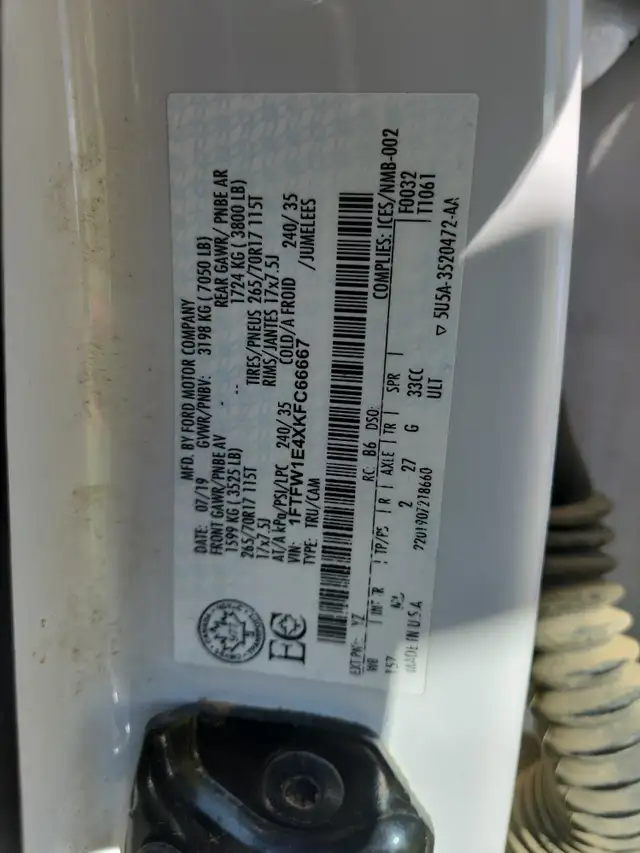 MFD. BY FORD MOTOR COMPANY
DATE: 07/19 GVWR/PNBV: 3198 KG ( 7050 LB)
FRONT GAWR/PNBE AV REAR GAWR/ PNBE AR
1599 KG ( 3525 LB) 1724 KG ( 3800 LB)
265/70R17 115T TIRES/PNEUS 265/70R17 115T
17x7.5J RIMS/JANTES 17x7.5J
AT/A kPa/PSI/LPC 240/ 35 COLD/A FROID 240/ 35
VIN: 1FTFW1E4XKFC66667 /JUMELEES
TYPE: TRU/CAM
EC
EXT PNT: YZ RC: B6 DSO: COMPLIES: ICES/NMB-002
WB INT TR TP/PS R AXLE TR SPR F0032
157 2 27 G 33CC T1061
MADE IN U.S.A ULT
2201907218660 ▽ 5U5A-3520472-AA